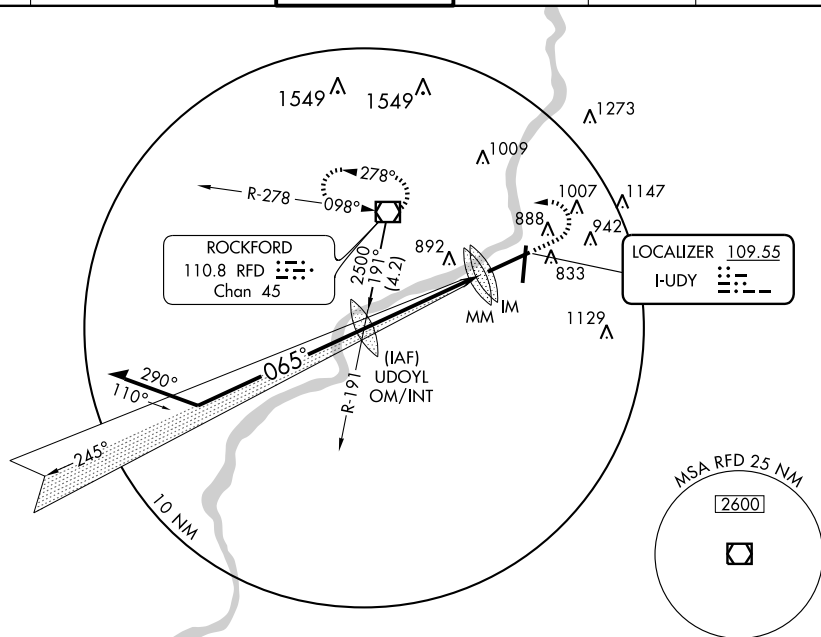 1549
1549
1273
1009
278°
R-278
098°
1007
1147
888
942
ROCKFORD
110.8 RFD
Chan 45
2500
191°
(4.2)
892
833
LOCALIZER 109.55
I-UDY
MM
IM
1129
(IAF)
UDOYL
OM/INT
065°
R-191
290°
110°
245°
10 NM
MSA RFD 25 NM
2600